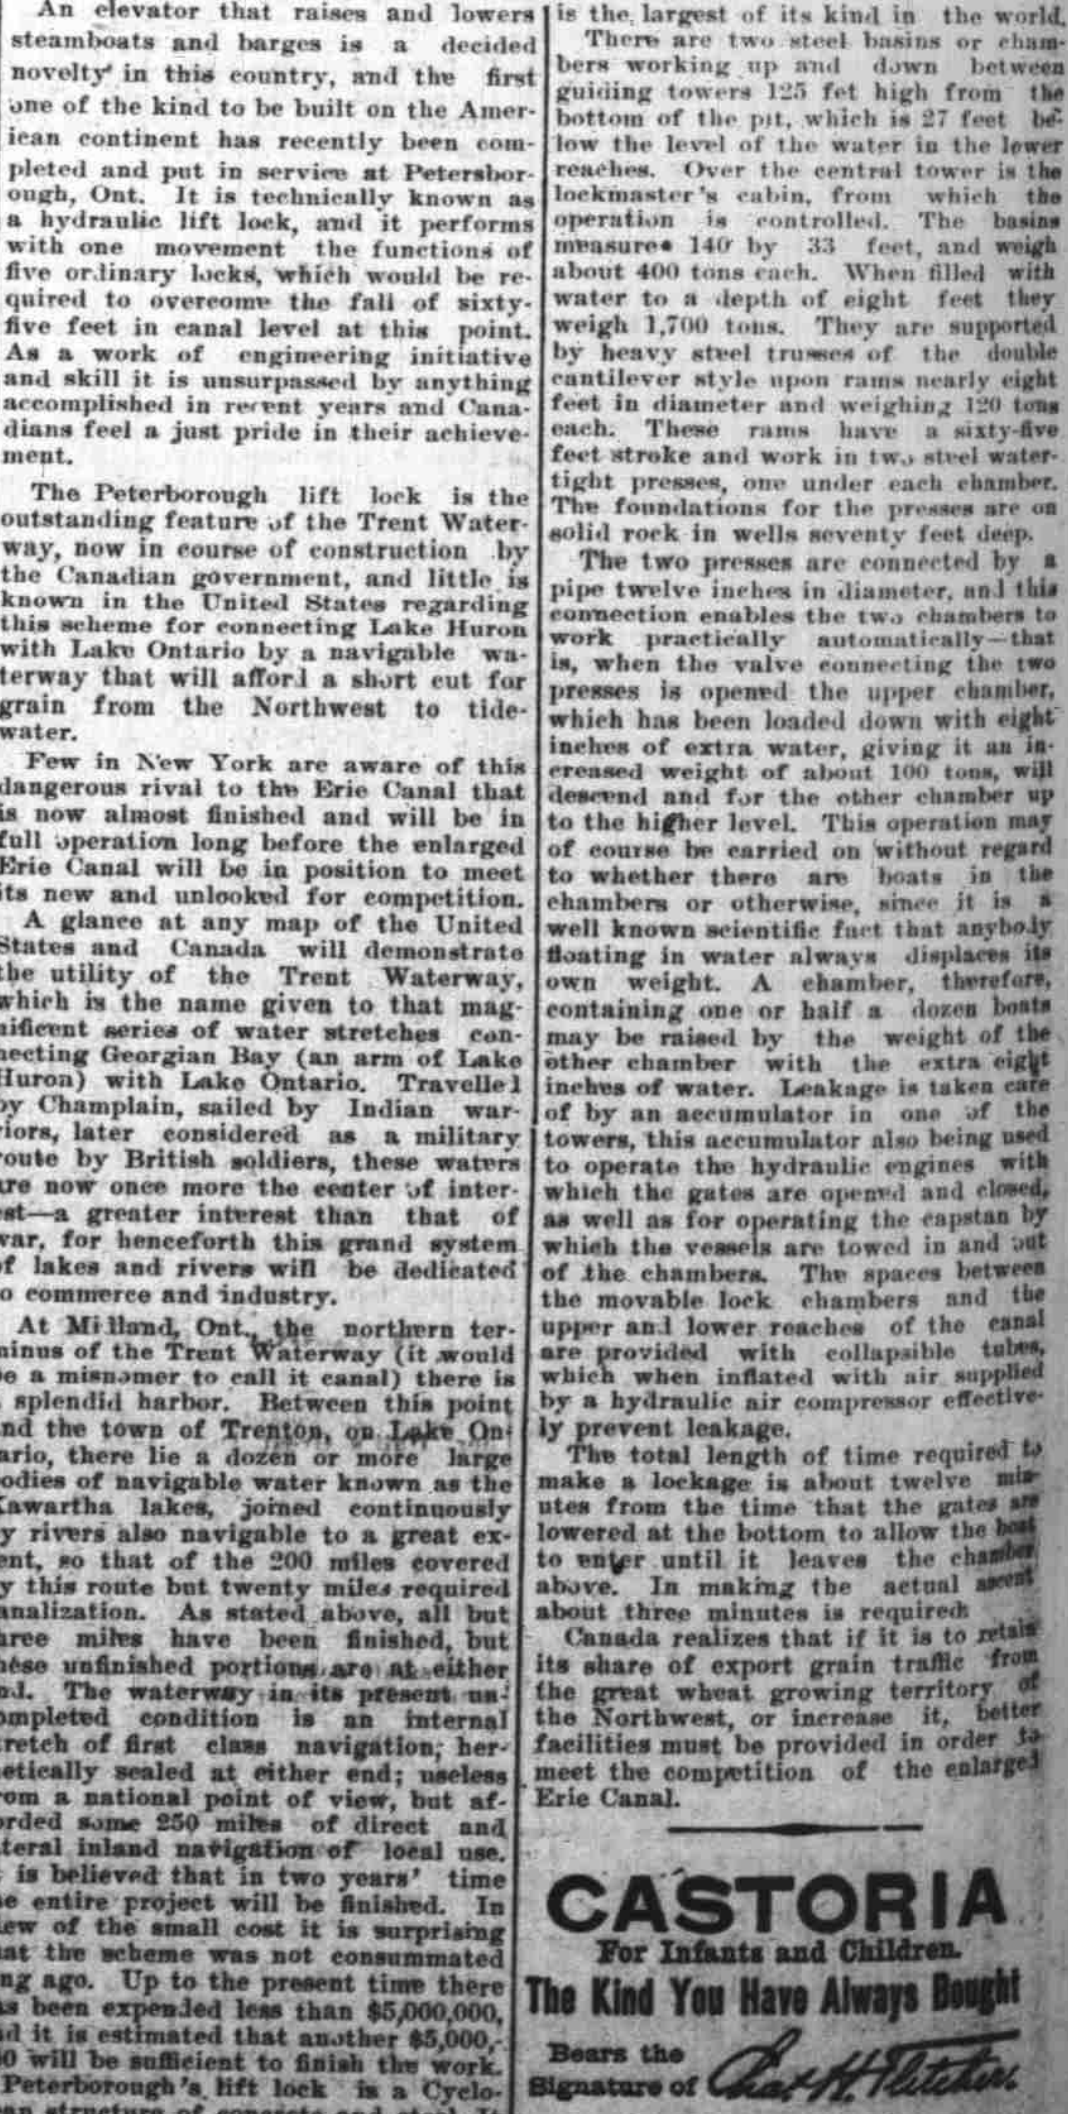 An elevator that raises and lowers
steamboats and barges is a decided
novelty in this country, and the first
one of the kind to be built on the Amer-
ican continent has recently been com-
pleted and put in service at Petersbor-
ough, Ont. It is technically known as
a hydraulic lift lock, and it performs
with one movement the functions of
five ordinary locks, which would be re-
quired to overcome the fall of sixty-
five feet in canal level at this point.
As a work of engineering initiative
and skill it is unsurpassed by anything
accomplished in recent years and Cana-
dians feel a just pride in their achieve-
ment.
The Peterborough lift lock is the
outstanding feature of the Trent Water-
way, now in course of construction by
the Canadian government, and little is
known in the United States regarding
this scheme for connecting Lake Huron
with Lake Ontario by a navigable wa-
terway that will afford a short cut for
grain from the Northwest to tide-
water.
Few in New York are aware of this
dangerous rival to the Erie Canal that
is now almost finished and will be in
full operation long before the enlarged
Erie Canal will be in position to meet
its new and unlooked for competition.
A glance at any map of the United
States and Canada will demonstrate
the utility of the Trent Waterway,
which is the name given to that mag-
nificent series of water stretches con-
necting Georgian Bay (an arm of Lake
Huron) with Lake Ontario. Travelled
by Champlain, sailed by Indian war-
riors, later considered as a military
route by British soldiers, these waters
are now once more the center of inter-
est—a greater interest than that of
war, for henceforth this grand system
of lakes and rivers will be dedicated
to commerce and industry.
At Midland, Ont., the northern ter-
minus of the Trent Waterway (it would
be a misnomer to call it canal) there is
splendid harbor. Between this point
and the town of Trenton, on Lake On-
tario, there lie a dozen or more large
bodies of navigable water known as the
Kawartha lakes, joined continuously
y rivers also navigable to a great ex-
ent, so that of the 200 miles covered
y this route but twenty miles required
analization. As stated above, all but
hree miles have been finished, but
hese unfinished portions are at either
nd. The waterway in its present un-
ompleted condition is an internal
tretch of first class navigation; her-
etically sealed at either end; useless
rom a national point of view, but af-
orded some 250 miles of direct and
teral inland navigation of local use.
is believed that in two years' time
e entire project will be finished. In
iew of the small cost it is surprising
at the scheme was not consummated
ng ago. Up to the present time there
as been expended less than $5,000,000,
d it is estimated that another $5,000,-
0 will be sufficient to finish the work.
Peterborough's lift lock is a Cyclo-
an structure of concrete and steel. It
is the largest of its kind in the world.
There are two steel basins or cham-
bers working up and down between
guiding towers 125 fet high from the
bottom of the pit, which is 27 feet be-
low the level of the water in the lower
reaches. Over the central tower is the
lockmaster's cabin, from which the
operation is controlled. The basins
measures 140 by 33 feet, and weigh
about 400 tons each. When filled with
water to a depth of eight feet they
weigh 1,700 tons. They are supported
by heavy steel trusses of the double
cantilever style upon rams nearly eight
feet in diameter and weighing 120 tons
each. These rams have a sixty-five
feet stroke and work in two steel water-
tight presses, one under each chamber.
The foundations for the presses are on
solid rock in wells seventy feet deep.
The two presses are connected by a
pipe twelve inches in diameter, and this
connection enables the two chambers to
work practically automatically—that
is, when the valve connecting the two
presses is opened the upper chamber,
which has been loaded down with eight
inches of extra water, giving it an in-
creased weight of about 100 tons, will
descend and for the other chamber up
to the higher level. This operation may
of course be carried on without regard
to whether there are boats in the
chambers or otherwise, since it is a
well known scientific fact that anybody
floating in water always displaces its
own weight. A chamber, therefore,
containing one or half a dozen boats
may be raised by the weight of the
other chamber with the extra eight
inches of water. Leakage is taken care
of by an accumulator in one of the
towers, this accumulator also being used
to operate the hydraulic engines with
which the gates are opened and closed,
as well as for operating the capstan by
which the vessels are towed in and out
of the chambers. The spaces between
the movable lock chambers and the
upper and lower reaches of the canal
are provided with collapsible tubes,
which when inflated with air supplied
by a hydraulic air compressor effective-
ly prevent leakage.
The total length of time required to
make a lockage is about twelve min-
utes from the time that the gates are
lowered at the bottom to allow the boat
to enter until it leaves the chamber
above. In making the actual ascent
about three minutes is required.
Canada realizes that if it is to retain
its share of export grain traffic from
the great wheat growing territory of
the Northwest, or increase it, better
facilities must be provided in order to
meet the competition of the enlarged
Erie Canal.
CASTORIA
For Infants and Children.
The Kind You Have Always Bought
Bears the
Signature of Chas H. Fletcher.